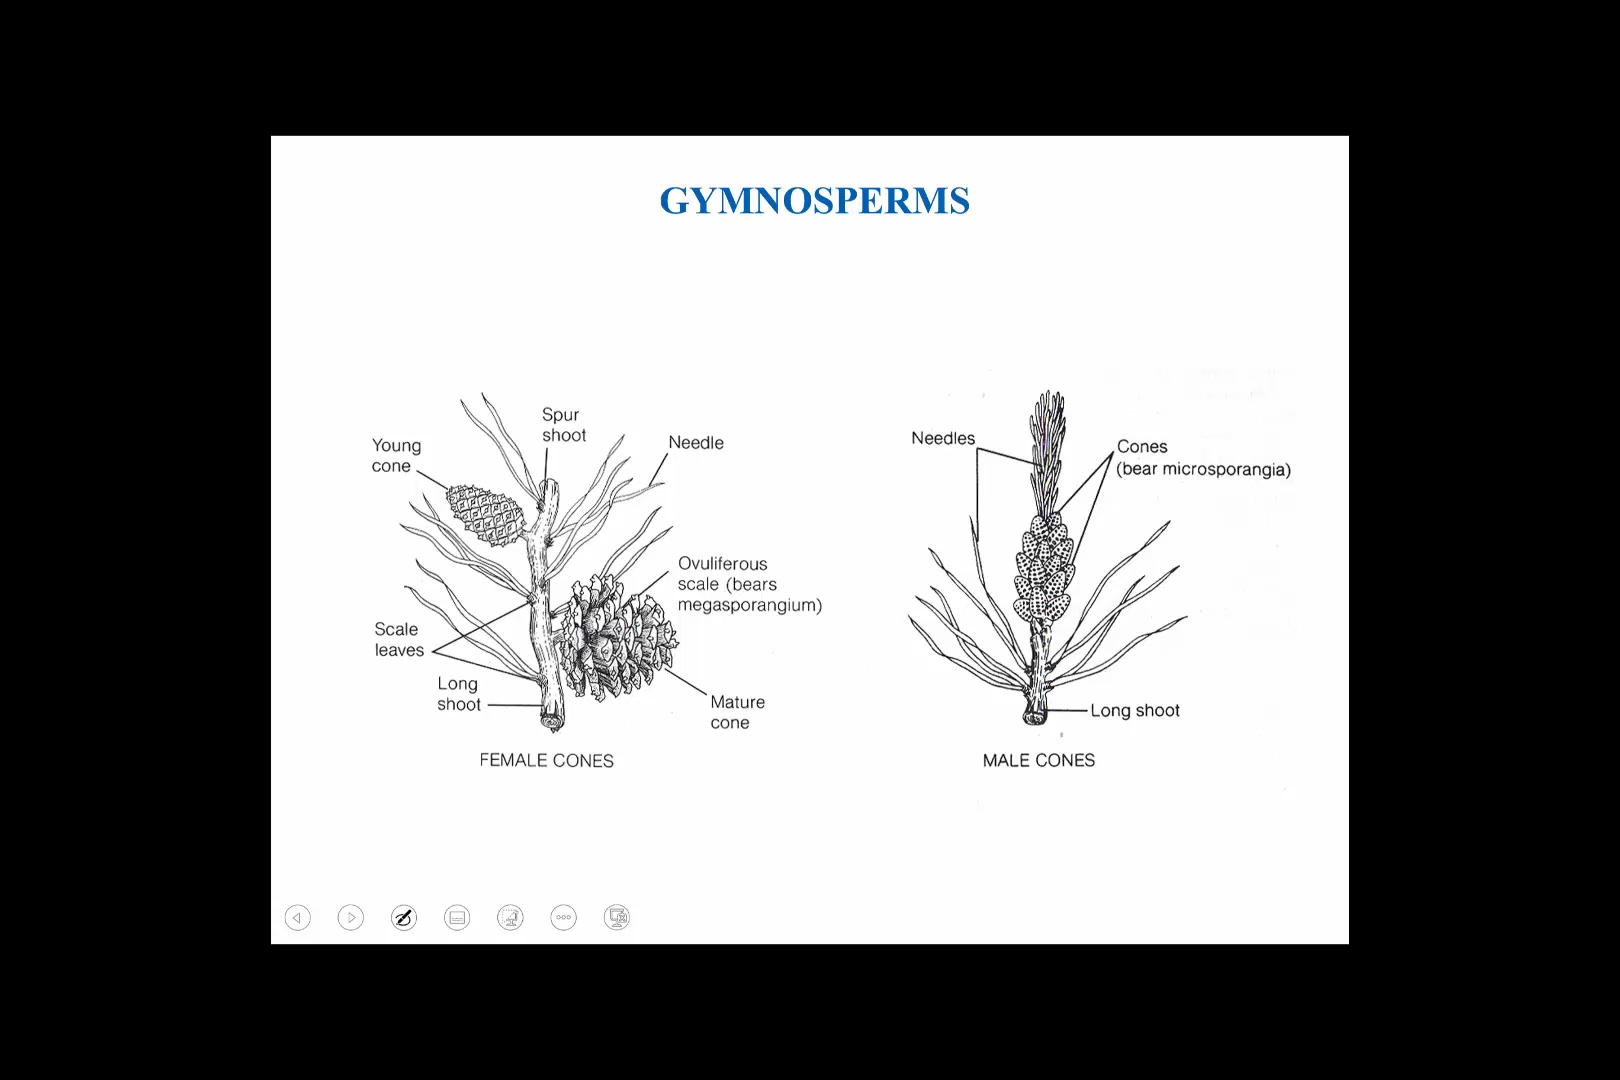 GYMNOSPERMS
Spur
shoot
Young
cone
Needle
Ovuliferous
scale (bears
megasporangium)
Scale
leaves
Long
shoot
Mature
cone
FEMALE CONES
Needles
Cones
(bear microsporangia)
Long shoot
MALE CONES